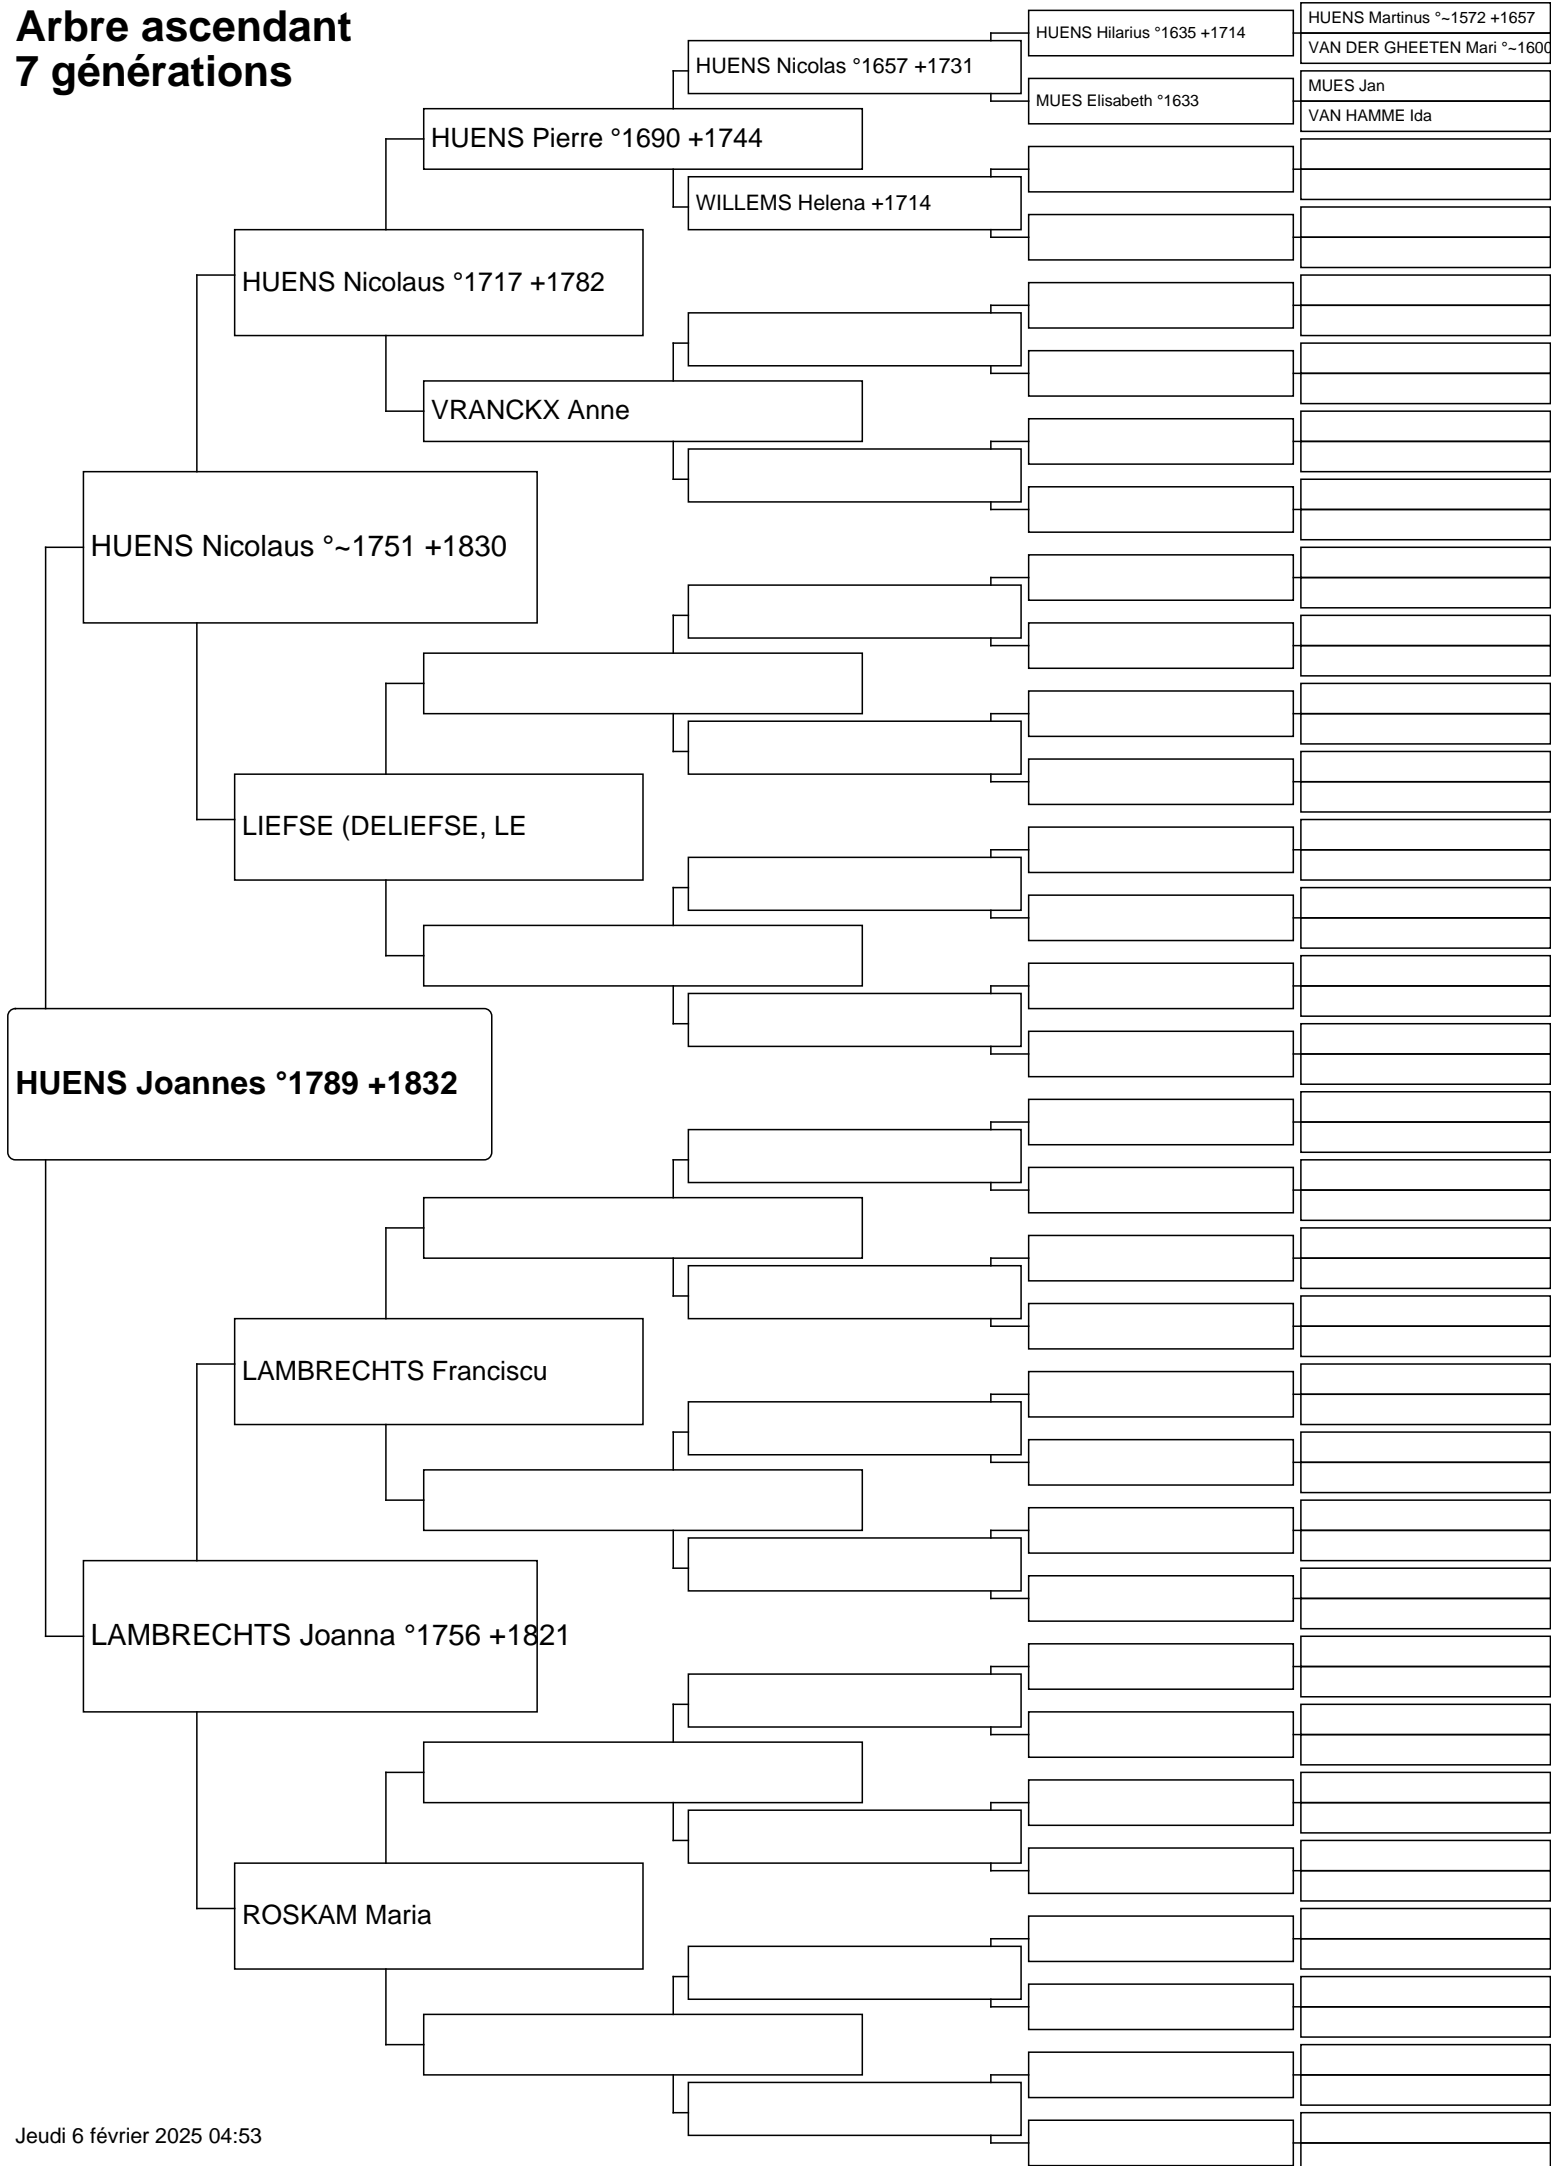 Arbre ascendant
7 générations
HUENS Martinus °~1572 +1657
HUENS Hilarius °1635 +1714
VAN DER GHEETEN Mari °~1600
HUENS Nicolas °1657 +1731
MUES Jan
MUES Elisabeth °1633
VAN HAMME Ida
HUENS Pierre °1690 +1744
WILLEMS Helena +1714
HUENS Nicolaus °1717 +1782
VRANCKX Anne
HUENS Nicolaus °~1751 +1830
LIEFSE (DELIEFSE, LE
HUENS Joannes °1789 +1832
LAMBRECHTS Franciscu
LAMBRECHTS Joanna °1756 +1821
ROSKAM Maria
Jeudi 6 février 2025 04:53